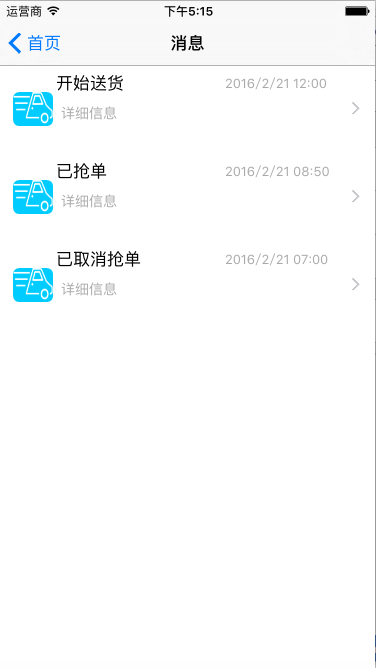 运营商 下午5:15
首页 消息
开始送货 2016/2/21 12:00
详细信息
已抢单 2016/2/21 08:50
详细信息
已取消抢单 2016/2/21 07:00
详细信息